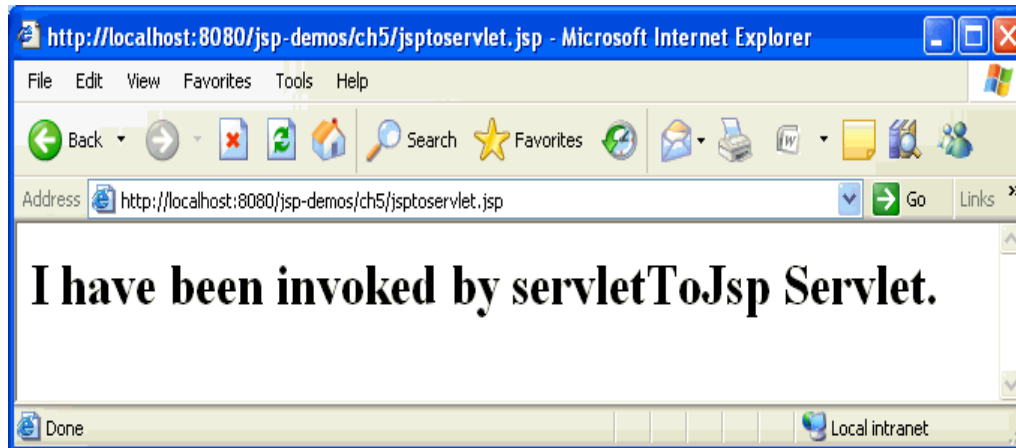 http://localhost:8080/jsp-demos/ch5/jsptoservlet.jsp - Microsoft Internet Explorer
File Edit View Favorites Tools Help
Back Search Favorites W
Address http://localhost:8080/jsp-demos/ch5/jsptoservlet.jsp Go Links »
I have been invoked by servletToJsp Servlet.
Done Local intranet